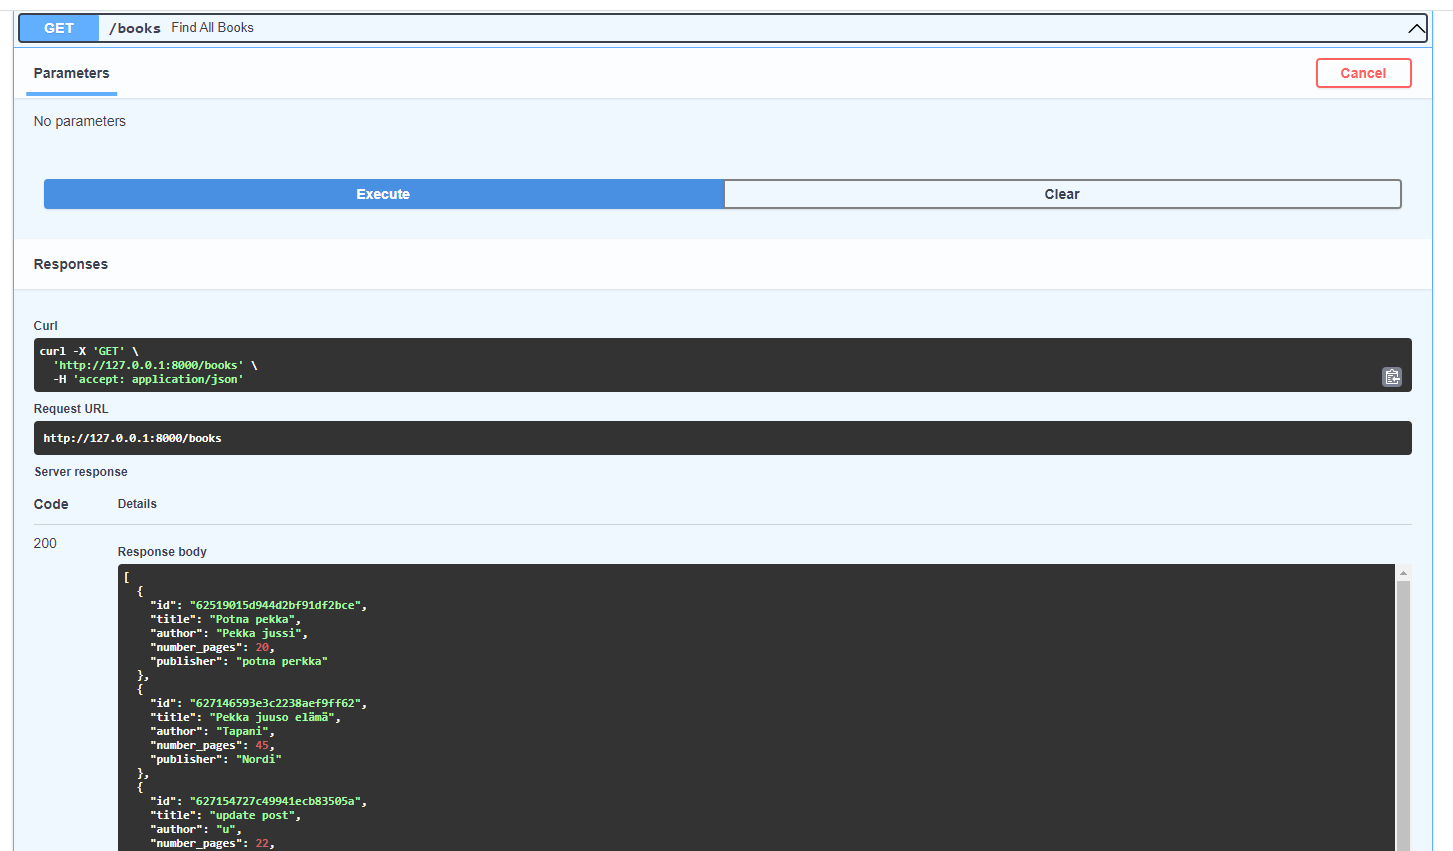 GET /books Find All Books
Parameters
Cancel
No parameters
Execute
Clear
Responses
Curl
curl -X 'GET' \
'http://127.0.0.1:8000/books' \
-H 'accept: application/json'
Request URL
http://127.0.0.1:8000/books
Server response
Code Details
200
Response body
[
{
"id": "62519015d944d2bf91df2bce",
"title": "Potna pekka",
"author": "Pekka jussi",
"number_pages": 20,
"publisher": "potna perkka"
},
{
"id": "627146593e3c2238aef9ff62",
"title": "Pekka juuso elämä",
"author": "Tapani",
"number_pages": 45,
"publisher": "Nordi"
},
{
"id": "627154727c49941ecb83505a",
"title": "update post",
"author": "u",
"number_pages": 22,